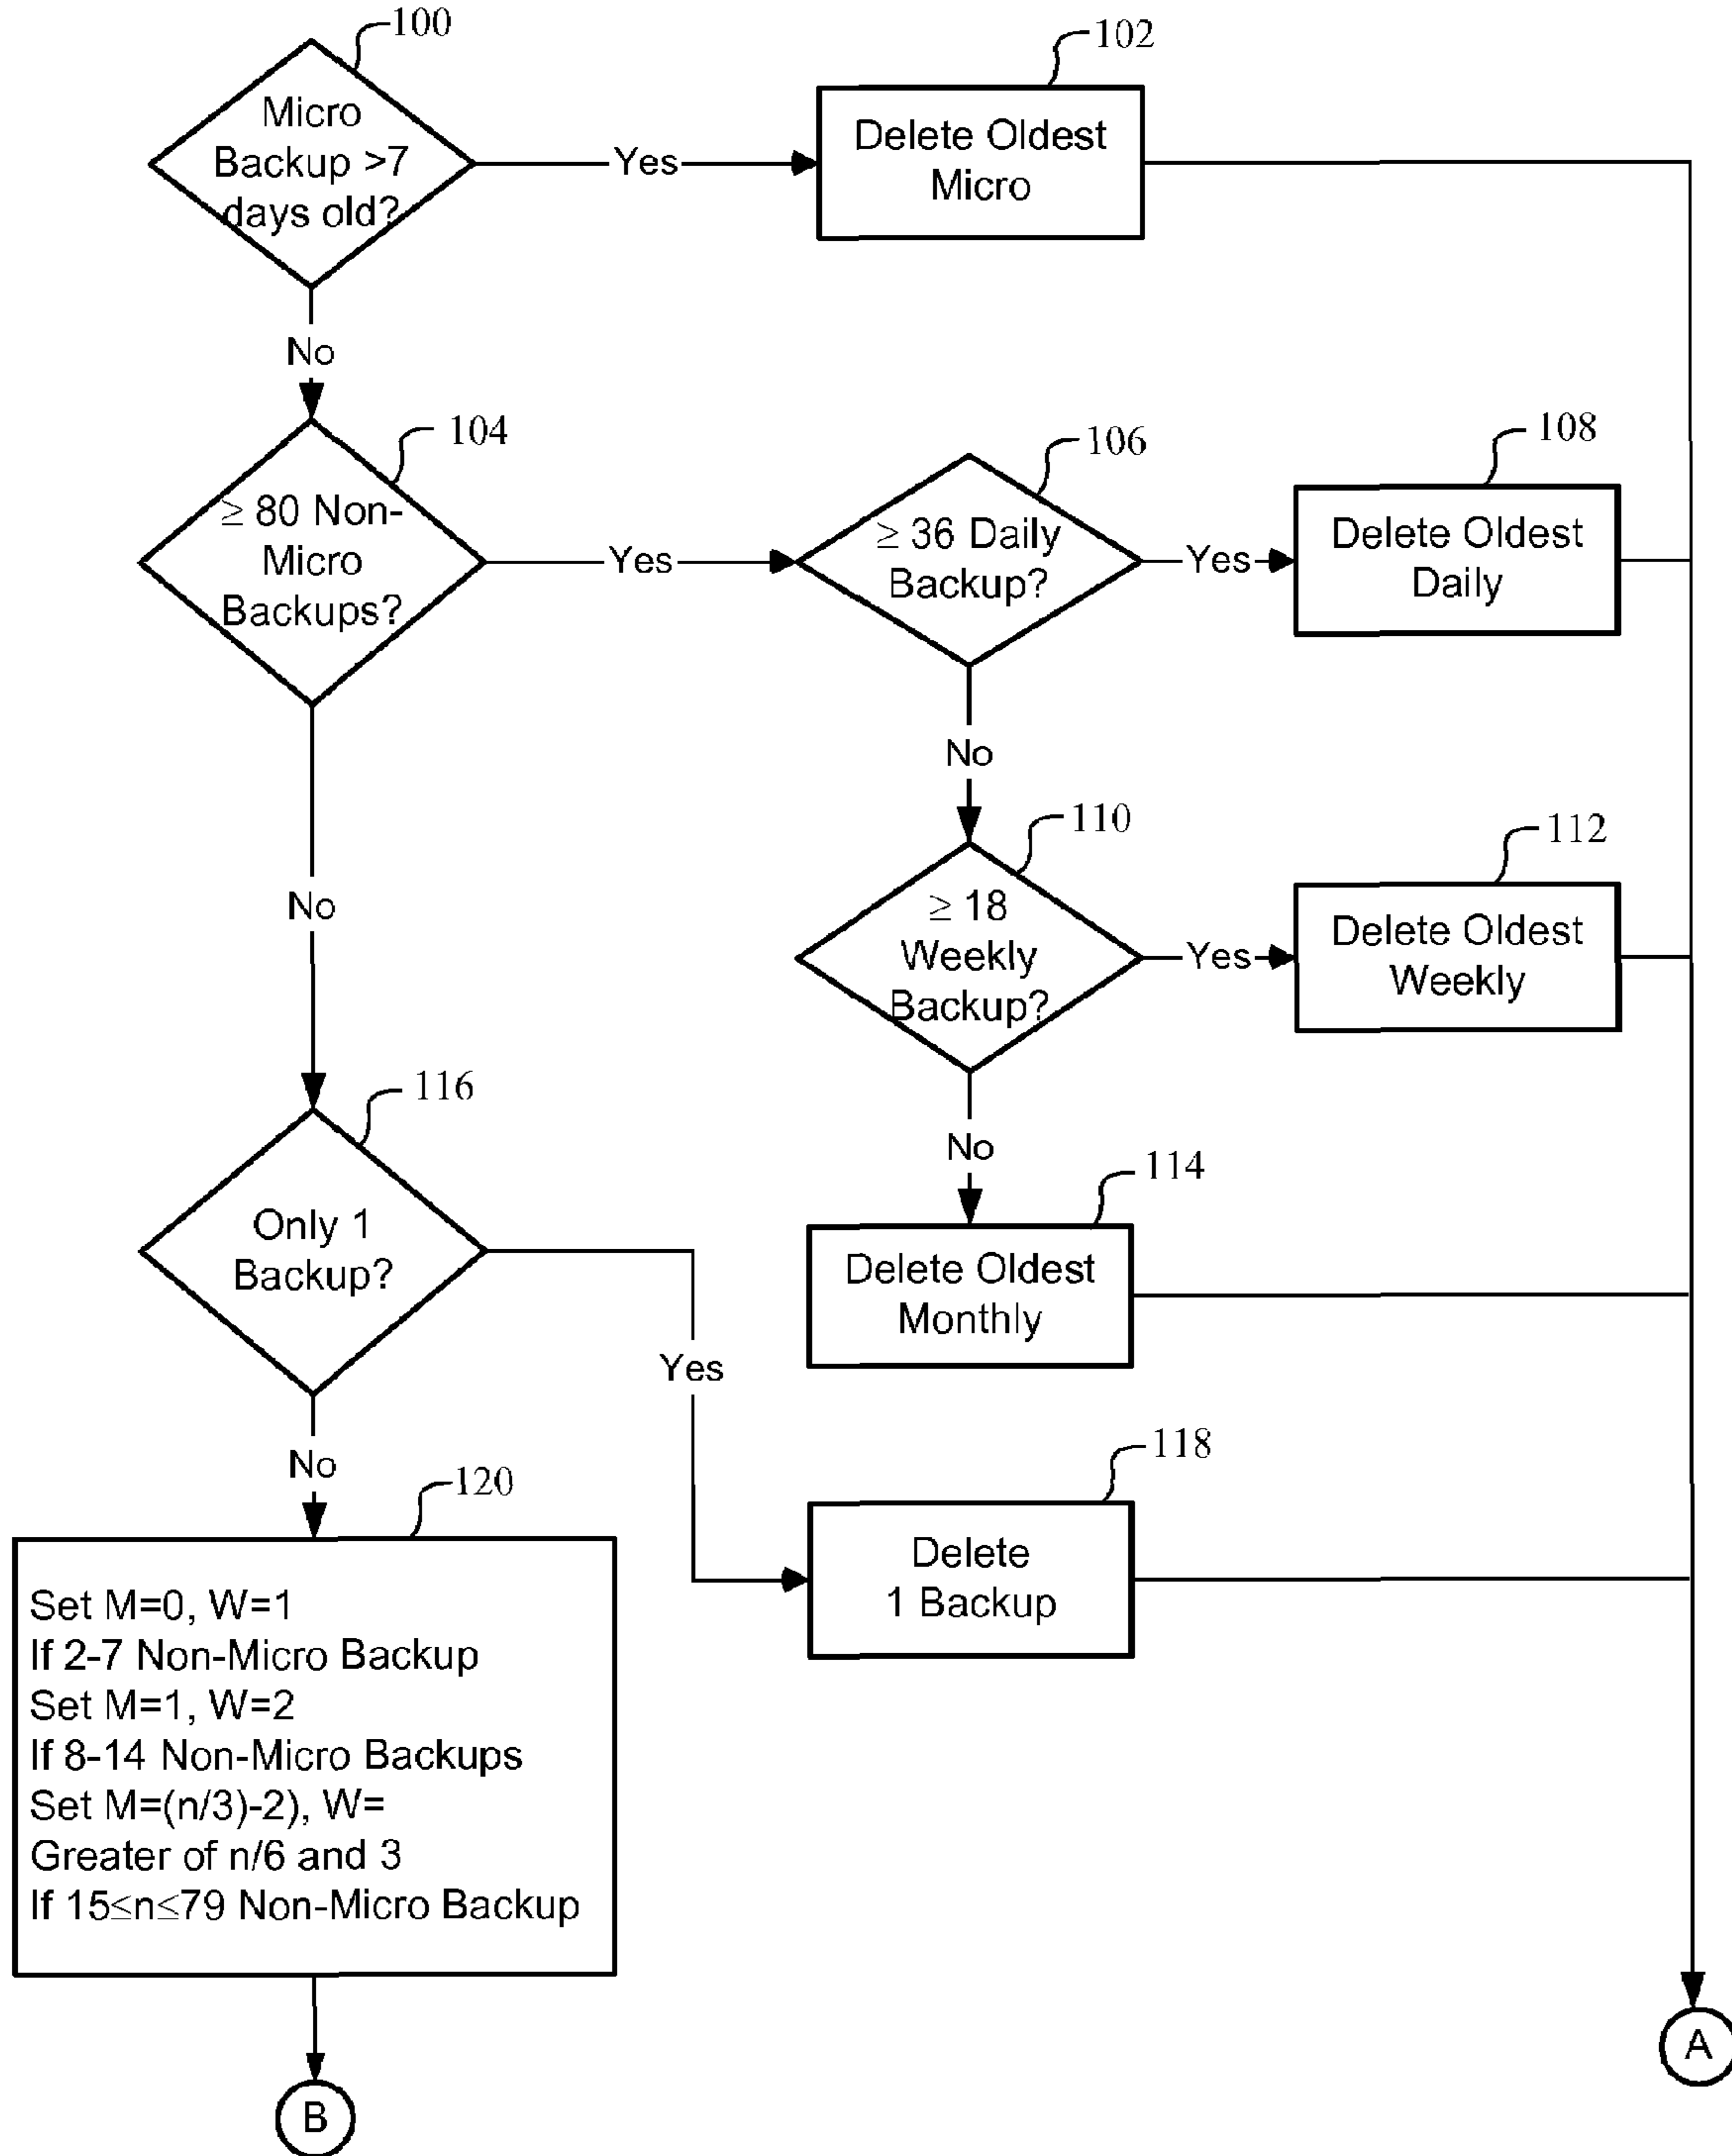 100
Micro
Backup >7
days old?
Yes
102
Delete Oldest
Micro
No
104
≥ 80 Non-
Micro
Backups?
Yes
106
≥ 36 Daily
Backup?
Yes
108
Delete Oldest
Daily
No
110
≥ 18
Weekly
Backup?
Yes
112
Delete Oldest
Weekly
No
114
Delete Oldest
Monthly
No
116
Only 1
Backup?
Yes
118
Delete
1 Backup
No
120
Set M=0, W=1
If 2-7 Non-Micro Backup
Set M=1, W=2
If 8-14 Non-Micro Backups
Set M=(n/3)-2), W=
Greater of n/6 and 3
If 15≤n≤79 Non-Micro Backup
A
B